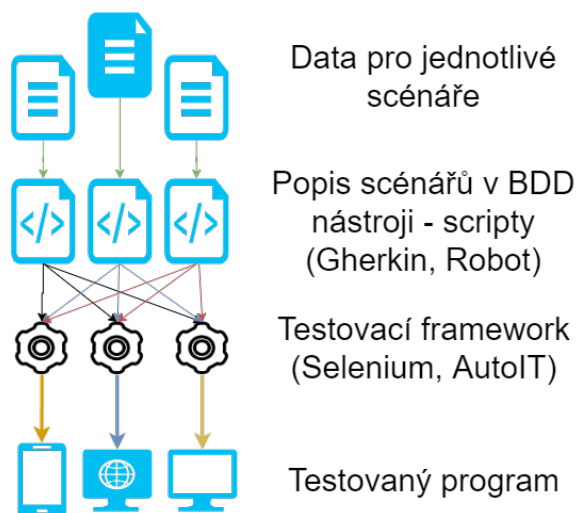 Data pro jednotlivé
scénáře
Popis scénářů v BDD
nástroji - scripty
(Gherkin, Robot)
Testovací framework
(Selenium, AutoIT)
Testovaný program